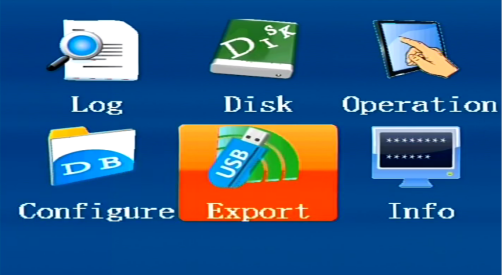 DISK
Log Disk Operation
DB
USB
******** 
******
Configure Export Info